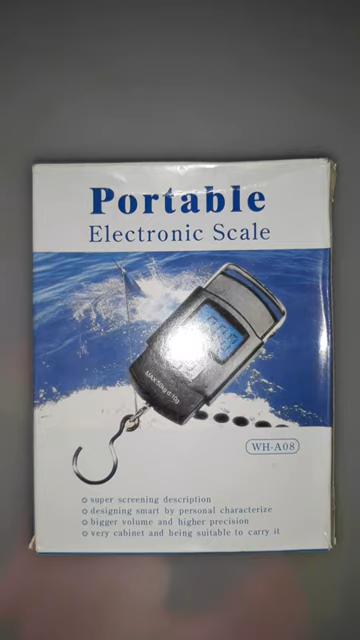 Portable
Electronic Scale
WH-A08
super screening description
designing smart by personal characterize
bigger volume and higher precision
very cabinet and being suitable to carry it